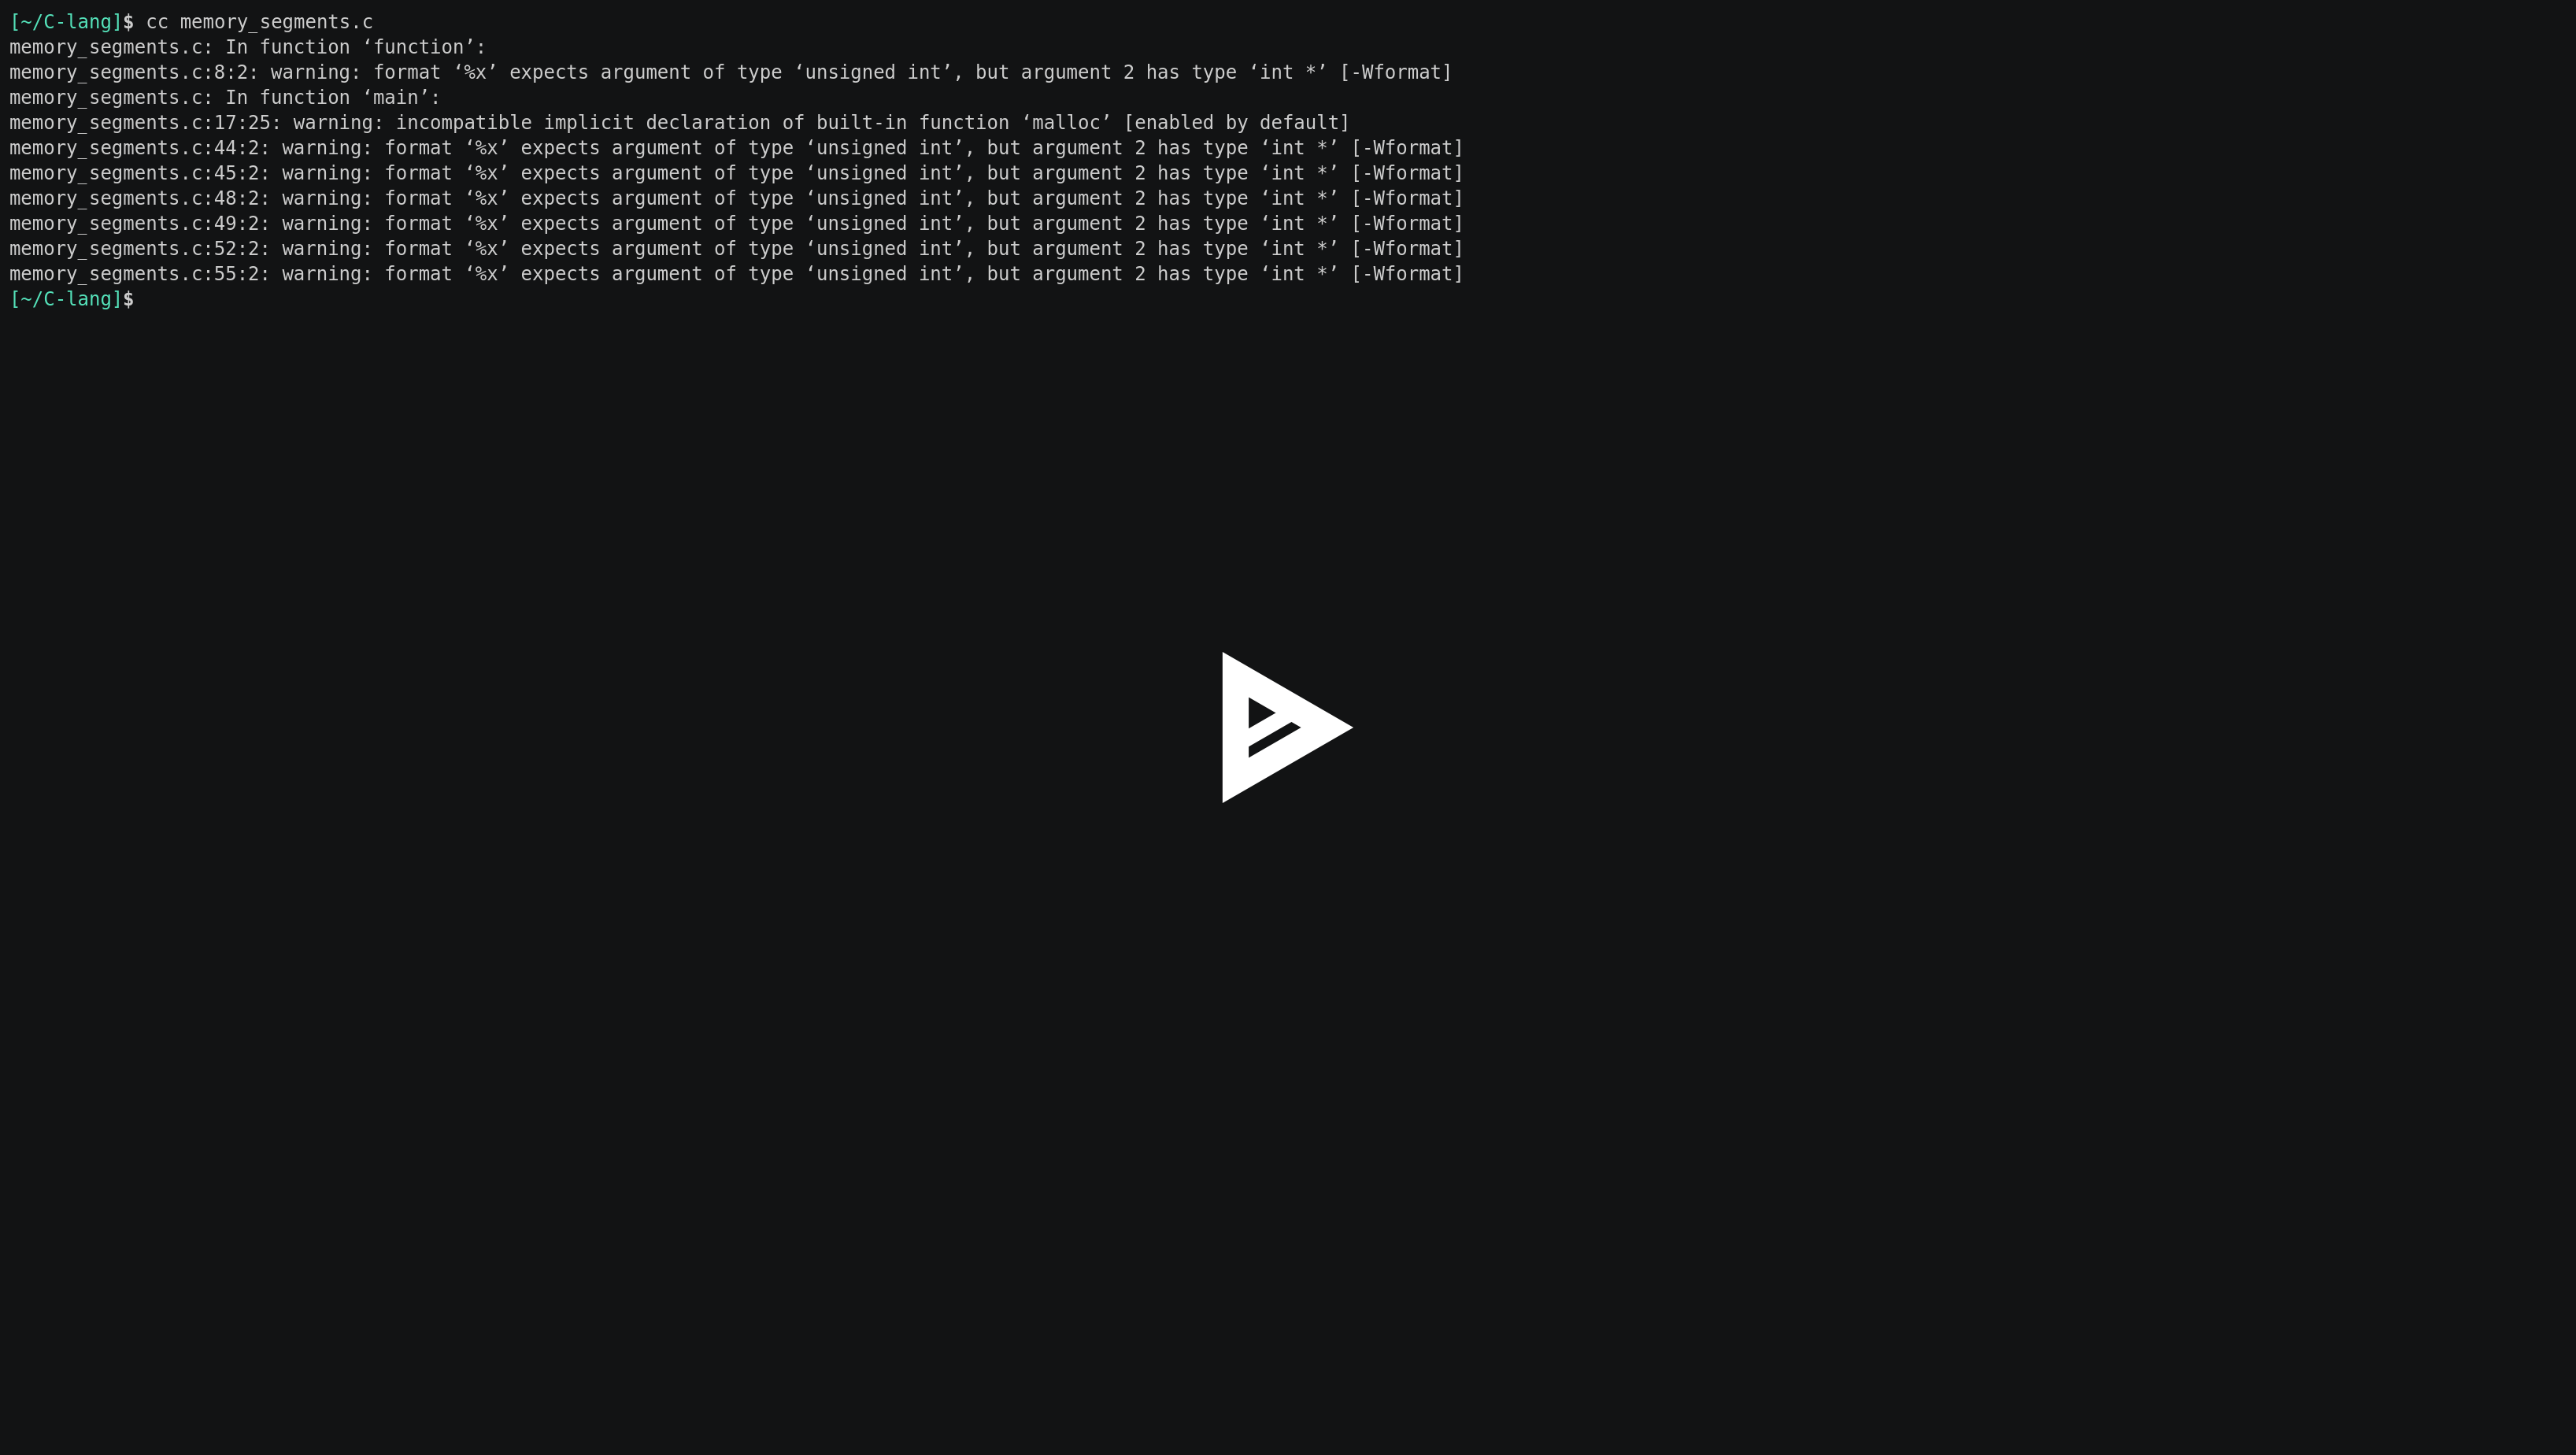 [~/C-lang]$ cc memory_segments.c
memory_segments.c: In function ‘function’:
memory_segments.c:8:2: warning: format ‘%x’ expects argument of type ‘unsigned int’, but argument 2 has type ‘int *’ [-Wformat]
memory_segments.c: In function ‘main’:
memory_segments.c:17:25: warning: incompatible implicit declaration of built-in function ‘malloc’ [enabled by default]
memory_segments.c:44:2: warning: format ‘%x’ expects argument of type ‘unsigned int’, but argument 2 has type ‘int *’ [-Wformat]
memory_segments.c:45:2: warning: format ‘%x’ expects argument of type ‘unsigned int’, but argument 2 has type ‘int *’ [-Wformat]
memory_segments.c:48:2: warning: format ‘%x’ expects argument of type ‘unsigned int’, but argument 2 has type ‘int *’ [-Wformat]
memory_segments.c:49:2: warning: format ‘%x’ expects argument of type ‘unsigned int’, but argument 2 has type ‘int *’ [-Wformat]
memory_segments.c:52:2: warning: format ‘%x’ expects argument of type ‘unsigned int’, but argument 2 has type ‘int *’ [-Wformat]
memory_segments.c:55:2: warning: format ‘%x’ expects argument of type ‘unsigned int’, but argument 2 has type ‘int *’ [-Wformat]
[~/C-lang]$